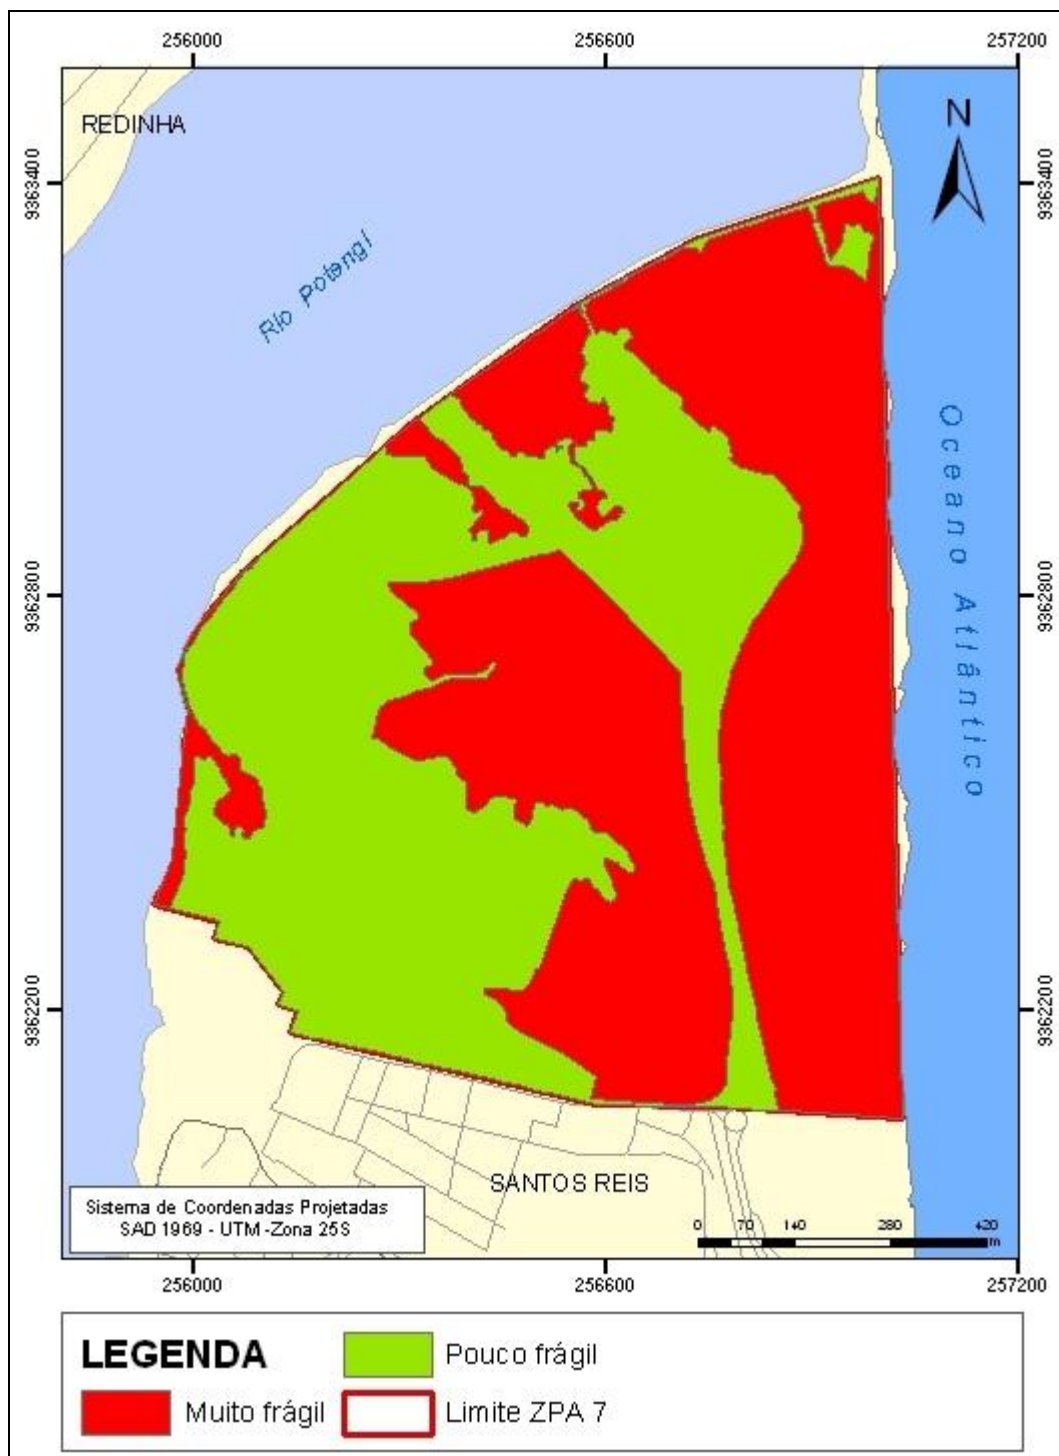 256000
256600
257200
REDINHA
N
9363400
9363400
Rio Potengi
Oceano Atlântico
9362800
9362800
9362200
9362200
SANTOS REIS
Sistema de Coordenadas Projetadas
SAD 1969 - UTM -Zona 25S
0 70 140 280 420
m
256000
256600
257200
LEGENDA
Pouco frágil
Muito frágil
Limite ZPA 7